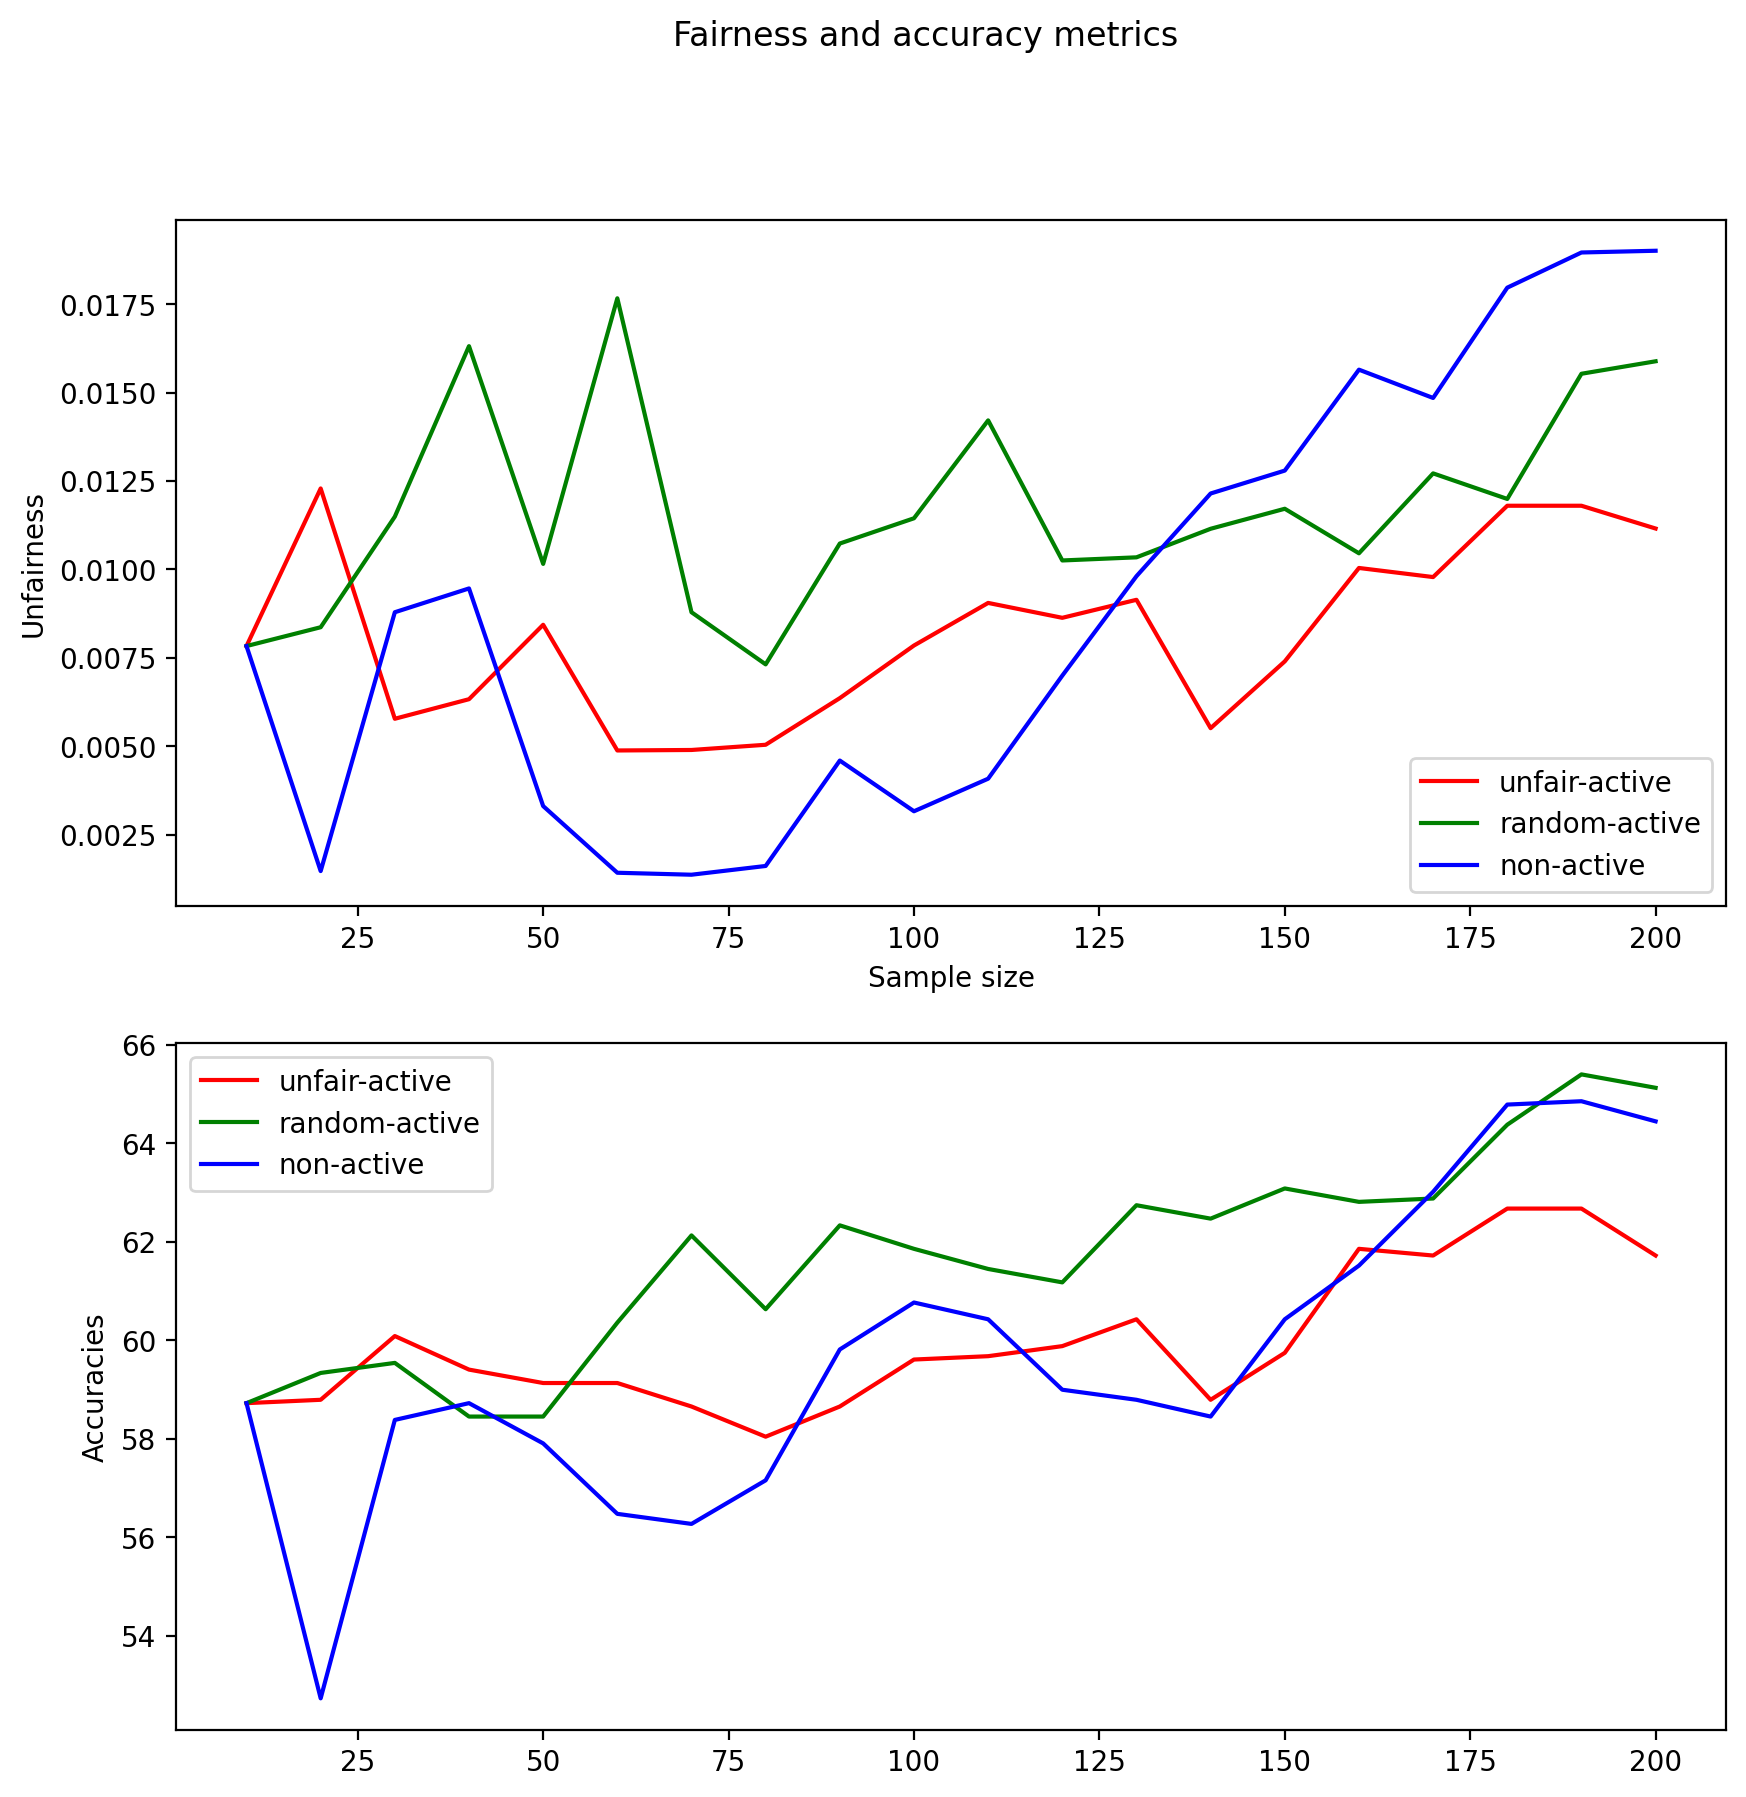 Fairness and accuracy metrics
0.0175
0.0150
0.0125
0.0100
0.0075
0.0050
0.0025
Unfairness
unfair-active
random-active
non-active
25 50 75 100 125 150 175 200
Sample size
66
64
62
60
58
56
54
Accuracies
unfair-active
random-active
non-active
25 50 75 100 125 150 175 200